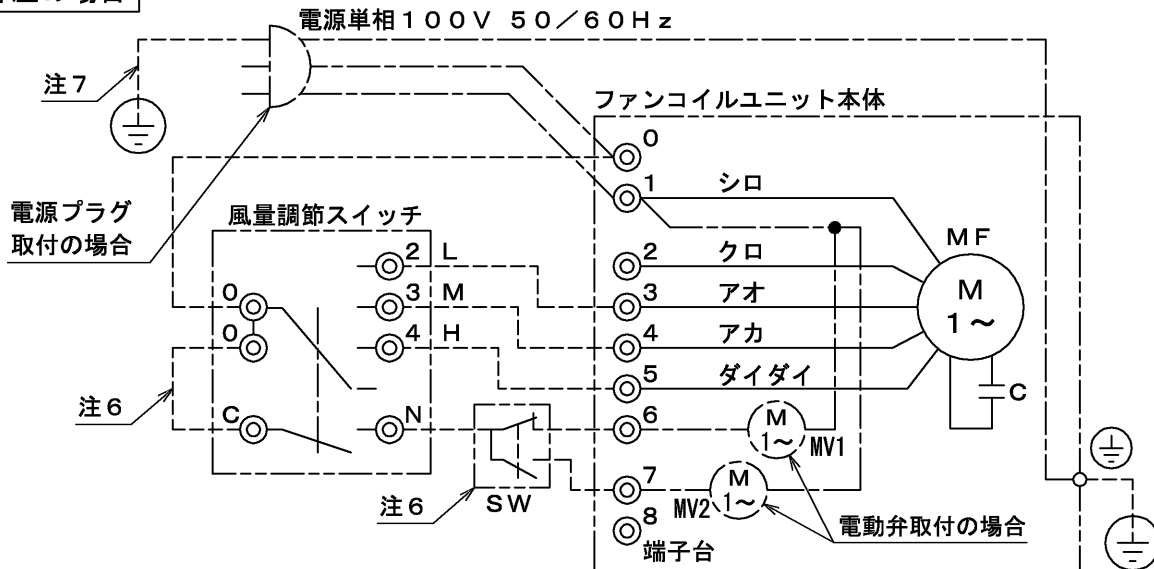 の場合
電源単相１００Ｖ ５０／６０Ｈｚ
注７
ファンコイルユニット本体
電源プラグ
取付の場合
風量調節スイッチ
0
1 シロ
2 クロ
3 アオ
4 アカ
5 ダイダイ
6
7
8
端子台
ＭＦ
Ｍ
１～
Ｃ
2 Ｌ
3 Ｍ
4 Ｈ
0
0
Ｃ
Ｎ
注６
注６
ＳＷ
Ｍ
1～
MV1
Ｍ
1～
MV2
電動弁取付の場合